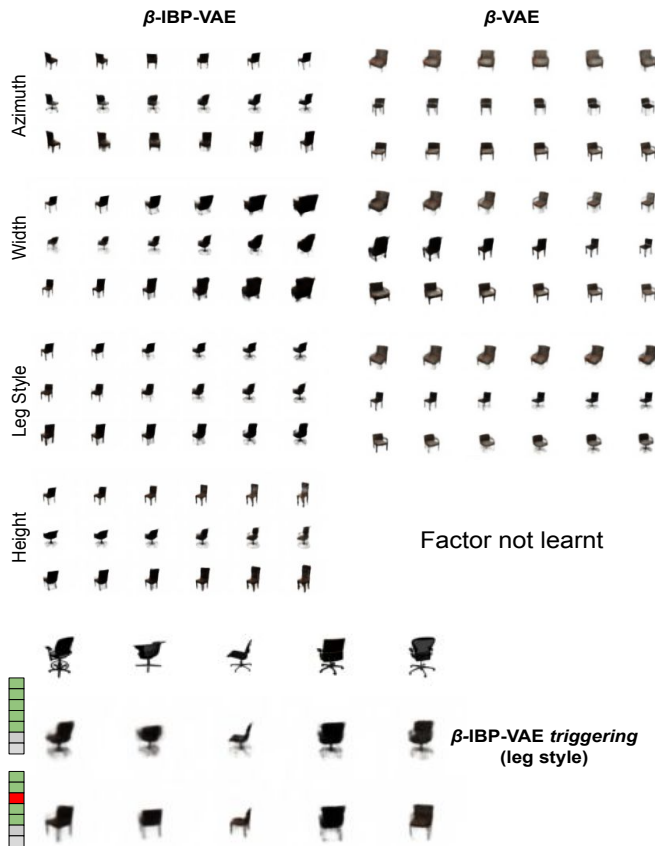 β-IBP-VAE
β-VAE
Azimuth
Width
Leg Style
Height
Factor not learnt
β-IBP-VAE triggering
(leg style)